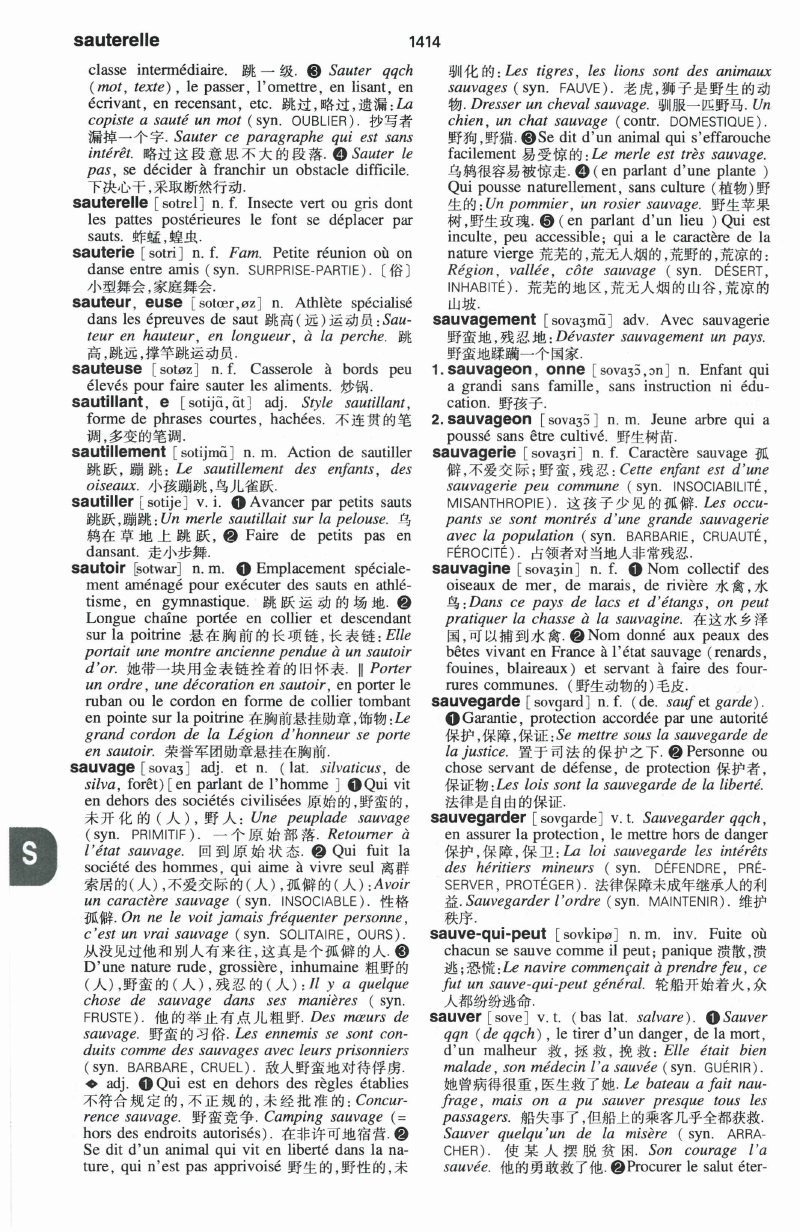 sauterelle
1414
classe intermédiaire. 跳一级. ❸ Sauter qqch
(mot, texte), le passer, l'omettre, en lisant, en
écrivant, en recensant, etc. 跳过,略过,遗漏:La
copiste a sauté un mot (syn. OUBLIER). 抄写者
漏掉一个字. Sauter ce paragraphe qui est sans
intérêt. 略过这段意思不大的段落. ❹ Sauter le
pas, se décider à franchir un obstacle difficile.
下决心干,采取断然行动.
sauterelle [sotrɛl] n. f. Insecte vert ou gris dont
les pattes postérieures le font se déplacer par
sauts. 蚱蜢,蝗虫.
sauterie [sotri] n. f. Fam. Petite réunion où on
danse entre amis (syn. SURPRISE-PARTIE). [俗]
小型舞会,家庭舞会.
sauteur, euse [sotœr,øz] n. Athlète spécialisé
dans les épreuves de saut 跳高(远)运动员:Sau-
teur en hauteur, en longueur, à la perche. 跳
高,跳远,撑竿跳运动员.
sauteuse [sotøz] n. f. Casserole à bords peu
élevés pour faire sauter les aliments. 炒锅.
sautillant, e [sotijɑ̃, ɑ̃t] adj. Style sautillant,
forme de phrases courtes, hachées. 不连贯的笔
调,多变的笔调.
sautillement [sotijmɑ̃] n. m. Action de sautiller
跳跃, 蹦跳: Le sautillement des enfants, des
oiseaux. 小孩蹦跳,鸟儿雀跃.
sautiller [sotije] v. i. ❶ Avancer par petits sauts
跳跃,蹦跳:Un merle sautillait sur la pelouse. 乌
鸫在草地上跳跃, ❷ Faire de petits pas en
dansant. 走小步舞.
sautoir [sotwar] n. m. ❶ Emplacement spéciale-
ment aménagé pour exécuter des sauts en athlé-
tisme, en gymnastique. 跳跃运动的场地. ❷
Longue chaîne portée en collier et descendant
sur la poitrine 悬在胸前的长项链,长表链:Elle
portait une montre ancienne pendue à un sautoir
d'or. 她带一块用金表链拴着的旧怀表. ‖ Porter
un ordre, une décoration en sautoir, en porter le
ruban ou le cordon en forme de collier tombant
en pointe sur la poitrine 在胸前悬挂勋章,饰物:Le
grand cordon de la Légion d'honneur se porte
en sautoir. 荣誉军团勋章悬挂在胸前.
sauvage [sovaʒ] adj. et n. (lat. silvaticus, de
silva, forêt) [en parlant de l'homme ] ❶Qui vit
en dehors des sociétés civilisées 原始的,野蛮的,
未开化的(人), 野人: Une peuplade sauvage
(syn. PRIMITIF). 一个原始部落. Retourner à
l'état sauvage. 回到原始状态. ❷ Qui fuit la
société des hommes, qui aime à vivre seul 离群
索居的(人),不爱交际的(人),孤僻的(人):Avoir
un caractère sauvage (syn. INSOCIABLE). 性格
孤僻. On ne le voit jamais fréquenter personne,
c'est un vrai sauvage (syn. SOLITAIRE, OURS).
从没见过他和别人有来往,这真是个孤僻的人. ❸
D'une nature rude, grossière, inhumaine 粗野的
(人),野蛮的(人),残忍的(人):Il y a quelque
chose de sauvage dans ses manières (syn.
FRUSTE). 他的举止有点儿粗野. Des mœurs de
sauvage. 野蛮的习俗. Les ennemis se sont con-
duits comme des sauvages avec leurs prisonniers
(syn. BARBARE, CRUEL). 敌人野蛮地对待俘虏.
◆ adj. ❶Qui est en dehors des règles établies
不符合规定的,不正规的,未经批准的: Concur-
rence sauvage. 野蛮竞争. Camping sauvage (=
hors des endroits autorisés). 在非许可地宿营. ❷
Se dit d'un animal qui vit en liberté dans la na-
ture, qui n'est pas apprivoisé 野生的,野性的,未
S
驯化的:Les tigres, les lions sont des animaux
sauvages (syn. FAUVE). 老虎,狮子是野生的动
物. Dresser un cheval sauvage. 驯服一匹野马. Un
chien, un chat sauvage (contr. DOMESTIQUE).
野狗,野猫. ❸Se dit d'un animal qui s'effarouche
facilement 易受惊的:Le merle est très sauvage.
乌鸫很容易被惊走. ❹(en parlant d'une plante )
Qui pousse naturellement, sans culture (植物)野
生的:Un pommier, un rosier sauvage. 野生苹果
树,野生玫瑰. ❺ (en parlant d'un lieu ) Qui est
inculte, peu accessible; qui a le caractère de la
nature vierge 荒芜的,荒无人烟的,荒野的,荒凉的:
Région, vallée, côte sauvage (syn. DÉSERT,
INHABITÉ). 荒芜的地区,荒无人烟的山谷,荒凉的
山坡.
sauvagement [sovaʒmɑ̃] adv. Avec sauvagerie
野蛮地,残忍地: Dévaster sauvagement un pays.
野蛮地蹂躏一个国家.
1. sauvageon, onne [sovaʒɔ̃,ɔn] n. Enfant qui
a grandi sans famille, sans instruction ni édu-
cation. 野孩子.
2. sauvageon [sovaʒɔ̃] n. m. Jeune arbre qui a
poussé sans être cultivé. 野生树苗.
sauvagerie [sovaʒri] n. f. Caractère sauvage 孤
僻,不爱交际;野蛮,残忍:Cette enfant est d'une
sauvagerie peu commune (syn. INSOCIABILITÉ,
MISANTHROPIE). 这孩子少见的孤僻. Les occu-
pants se sont montrés d'une grande sauvagerie
avec la population (syn. BARBARIE, CRUAUTÉ,
FÉROCITÉ). 占领者对当地人非常残忍.
sauvagine [sovaʒin] n. f. ❶ Nom collectif des
oiseaux de mer, de marais, de rivière 水禽,水
鸟:Dans ce pays de lacs et d'étangs, on peut
pratiquer la chasse à la sauvagine. 在这水乡泽
国,可以捕到水禽. ❷Nom donné aux peaux des
bêtes vivant en France à l'état sauvage (renards,
fouines, blaireaux) et servant à faire des four-
rures communes. (野生动物的)毛皮.
sauvegarde [sovgard] n. f. (de. sauf et garde).
❶Garantie, protection accordée par une autorité
保护,保障,保证:Se mettre sous la sauvegarde de
la justice. 置于司法的保护之下. ❷ Personne ou
chose servant de défense, de protection 保护者,
保证物:Les lois sont la sauvegarde de la liberté.
法律是自由的保证.
sauvegarder [sovgarde] v. t. Sauvegarder qqch,
en assurer la protection, le mettre hors de danger
保护,保障,保卫: La loi sauvegarde les intérêts
des héritiers mineurs (syn. DÉFENDRE, PRÉ-
SERVER, PROTÉGER). 法律保障未成年继承人的利
益. Sauvegarder l'ordre (syn. MAINTENIR). 维护
秩序.
sauve-qui-peut [sovkipø] n. m. inv. Fuite où
chacun se sauve comme il peut; panique 溃散,溃
逃;恐慌:Le navire commençait à prendre feu, ce
fut un sauve-qui-peut général. 轮船开始着火,众
人都纷纷逃命.
sauver [sove] v. t. (bas lat. salvare). ❶ Sauver
qqn (de qqch), le tirer d'un danger, de la mort,
d'un malheur 救, 拯救, 挽救: Elle était bien
malade, son médecin l'a sauvée (syn. GUÉRIR).
她曾病得很重,医生救了她. Le bateau a fait nau-
frage, mais on a pu sauver presque tous les
passagers. 船失事了,但船上的乘客几乎全都获救.
Sauver quelqu'un de la misère (syn. ARRA-
CHER). 使某人摆脱贫困. Son courage l'a
sauvée. 他的勇敢救了他. ❷Procurer le salut éter-